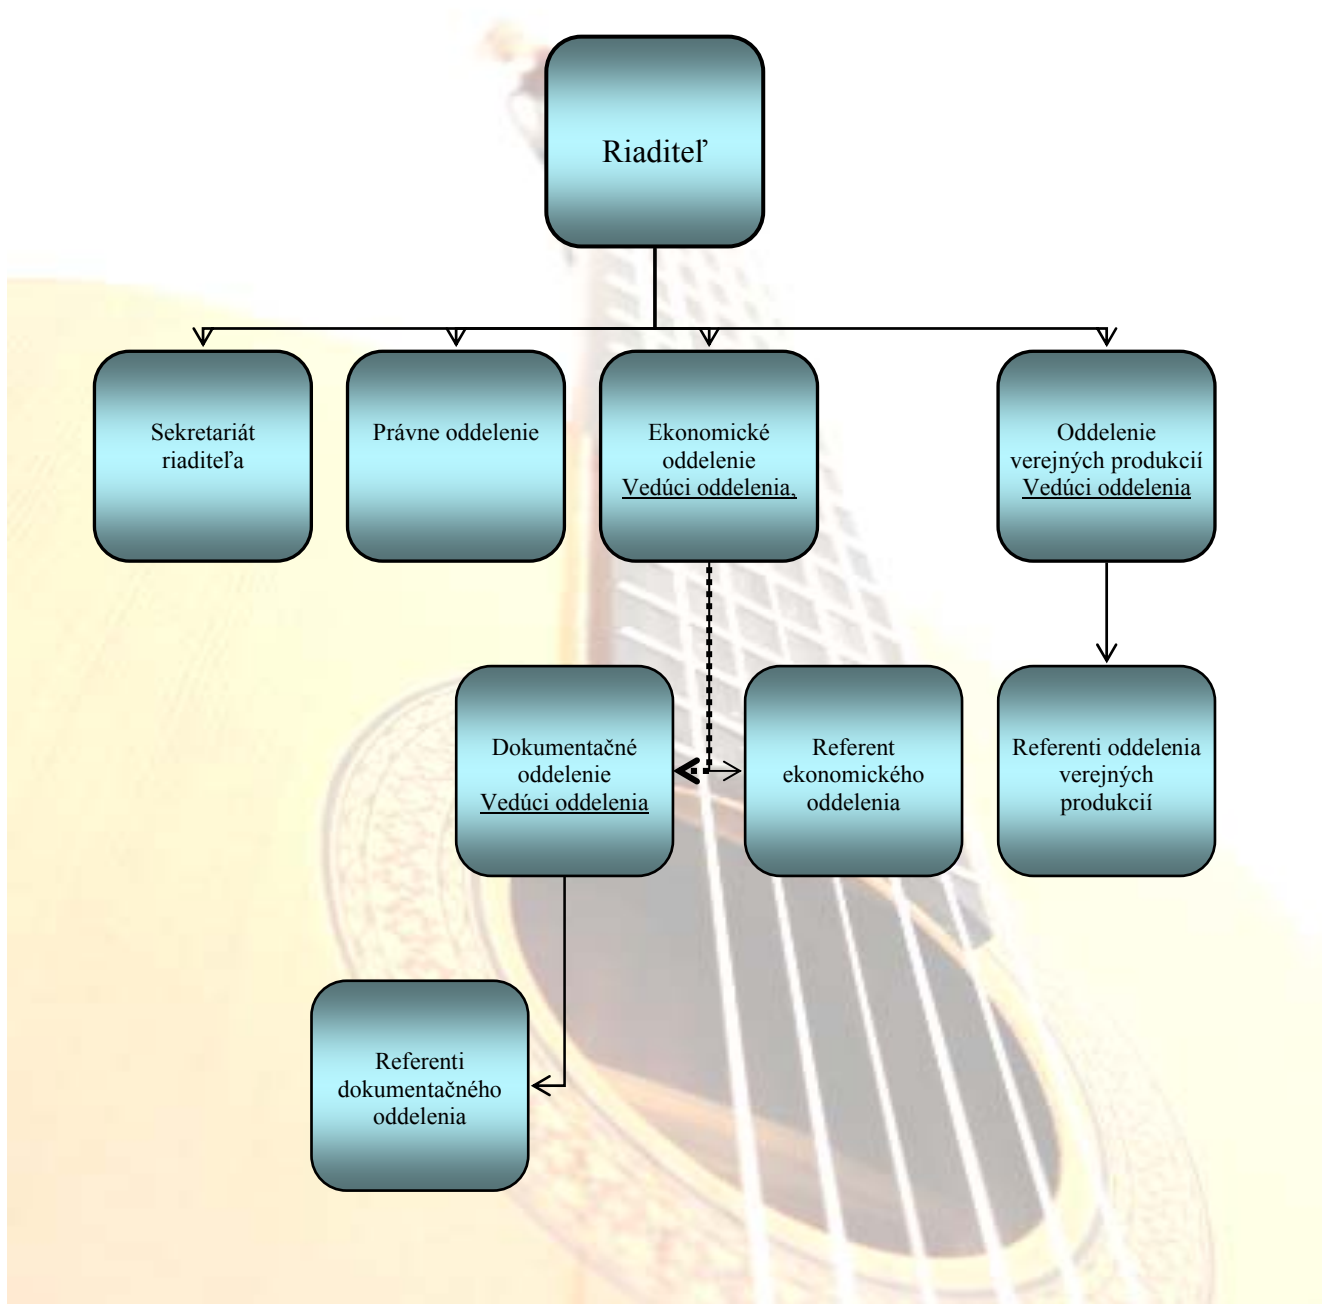 Riaditeľ
Sekretariát
riaditeľa
Právne oddelenie
Ekonomické
oddelenie
Vedúci oddelenia,
Oddelenie
verejných produkcií
Vedúci oddelenia
Dokumentačné
oddelenie
Vedúci oddelenia
Referent
ekonomického
oddelenia
Referenti oddelenia
verejných
produkcií
Referenti
dokumentačného
oddelenia